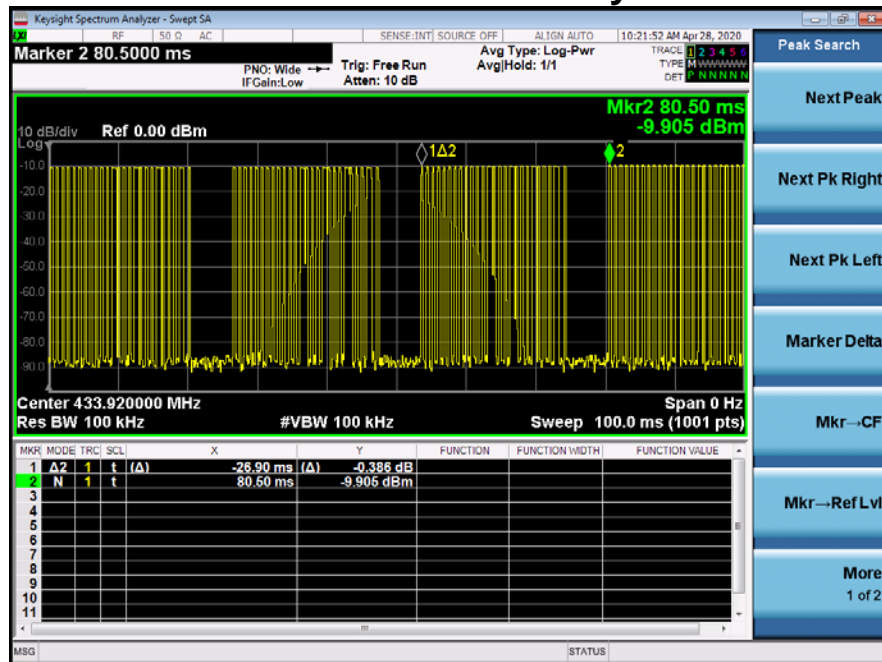 Keysight Spectrum Analyzer - Swept SA
LXI RF 50 Ω AC SENSE:INT SOURCE OFF ALIGN AUTO 10:21:52 AM Apr 28, 2020
Marker 2 80.5000 ms
PNO: Wide
IFGain:Low
Trig: Free Run
Atten: 10 dB
Avg Type: Log-Pwr
Avg|Hold: 1/1
TRACE 1 2 3 4 5 6
TYPE M WWWWW
DET P N N N N N
Mkr2 80.50 ms
-9.905 dBm
10 dB/div Ref 0.00 dBm
Log
1Δ2
2
-10.0
-20.0
-30.0
-40.0
-50.0
-60.0
-70.0
-80.0
-90.0
Center 433.920000 MHz Span 0 Hz
Res BW 100 kHz #VBW 100 kHz Sweep 100.0 ms (1001 pts)
MKR MODE TRC SCL X Y FUNCTION FUNCTION WIDTH FUNCTION VALUE
1 Δ2 1 t (Δ) -26.90 ms (Δ) -0.386 dB
2 N 1 t 80.50 ms -9.905 dBm
3
4
5
6
7
8
9
10
11
MSG STATUS
Peak Search
Next Peak
Next Pk Right
Next Pk Left
Marker Delta
Mkr→CF
Mkr→Ref Lvl
More
1 of 2